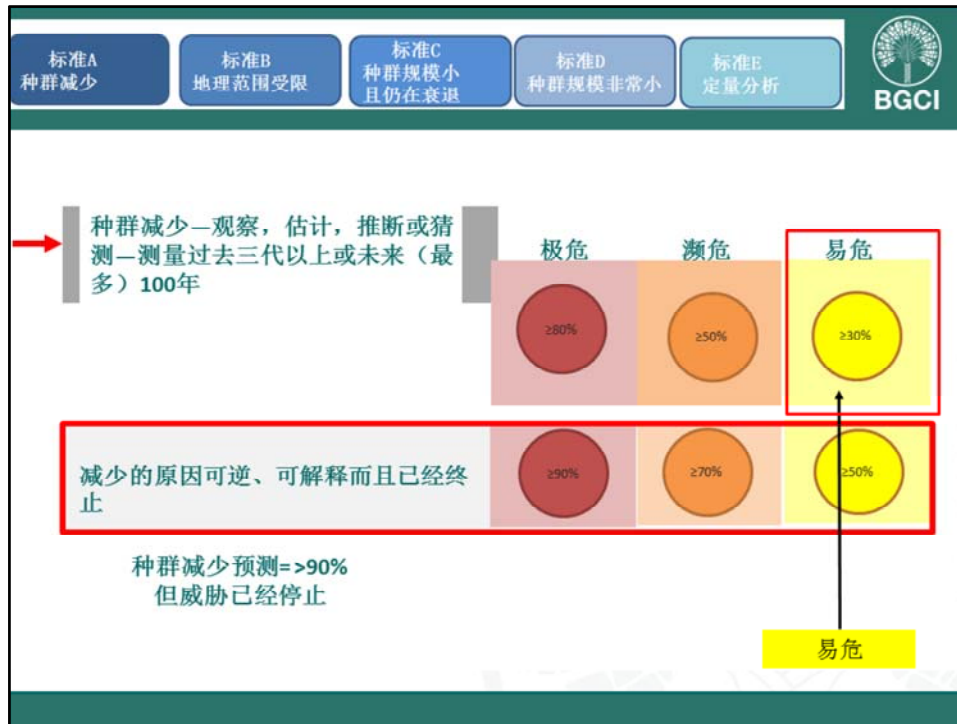 标准A
种群减少
标准B
地理范围受限
标准C
种群规模小
且仍在衰退
标准D
种群规模非常小
标准E
定量分析
BGCI
种群减少—观察，估计，推断或猜
测—测量过去三代以上或未来（最
多）100年
极危
濒危
易危
≥80%
≥50%
≥30%
减少的原因可逆、可解释而且已经终
止
≥90%
≥70%
≥50%
种群减少预测=>90%
但威胁已经停止
易危